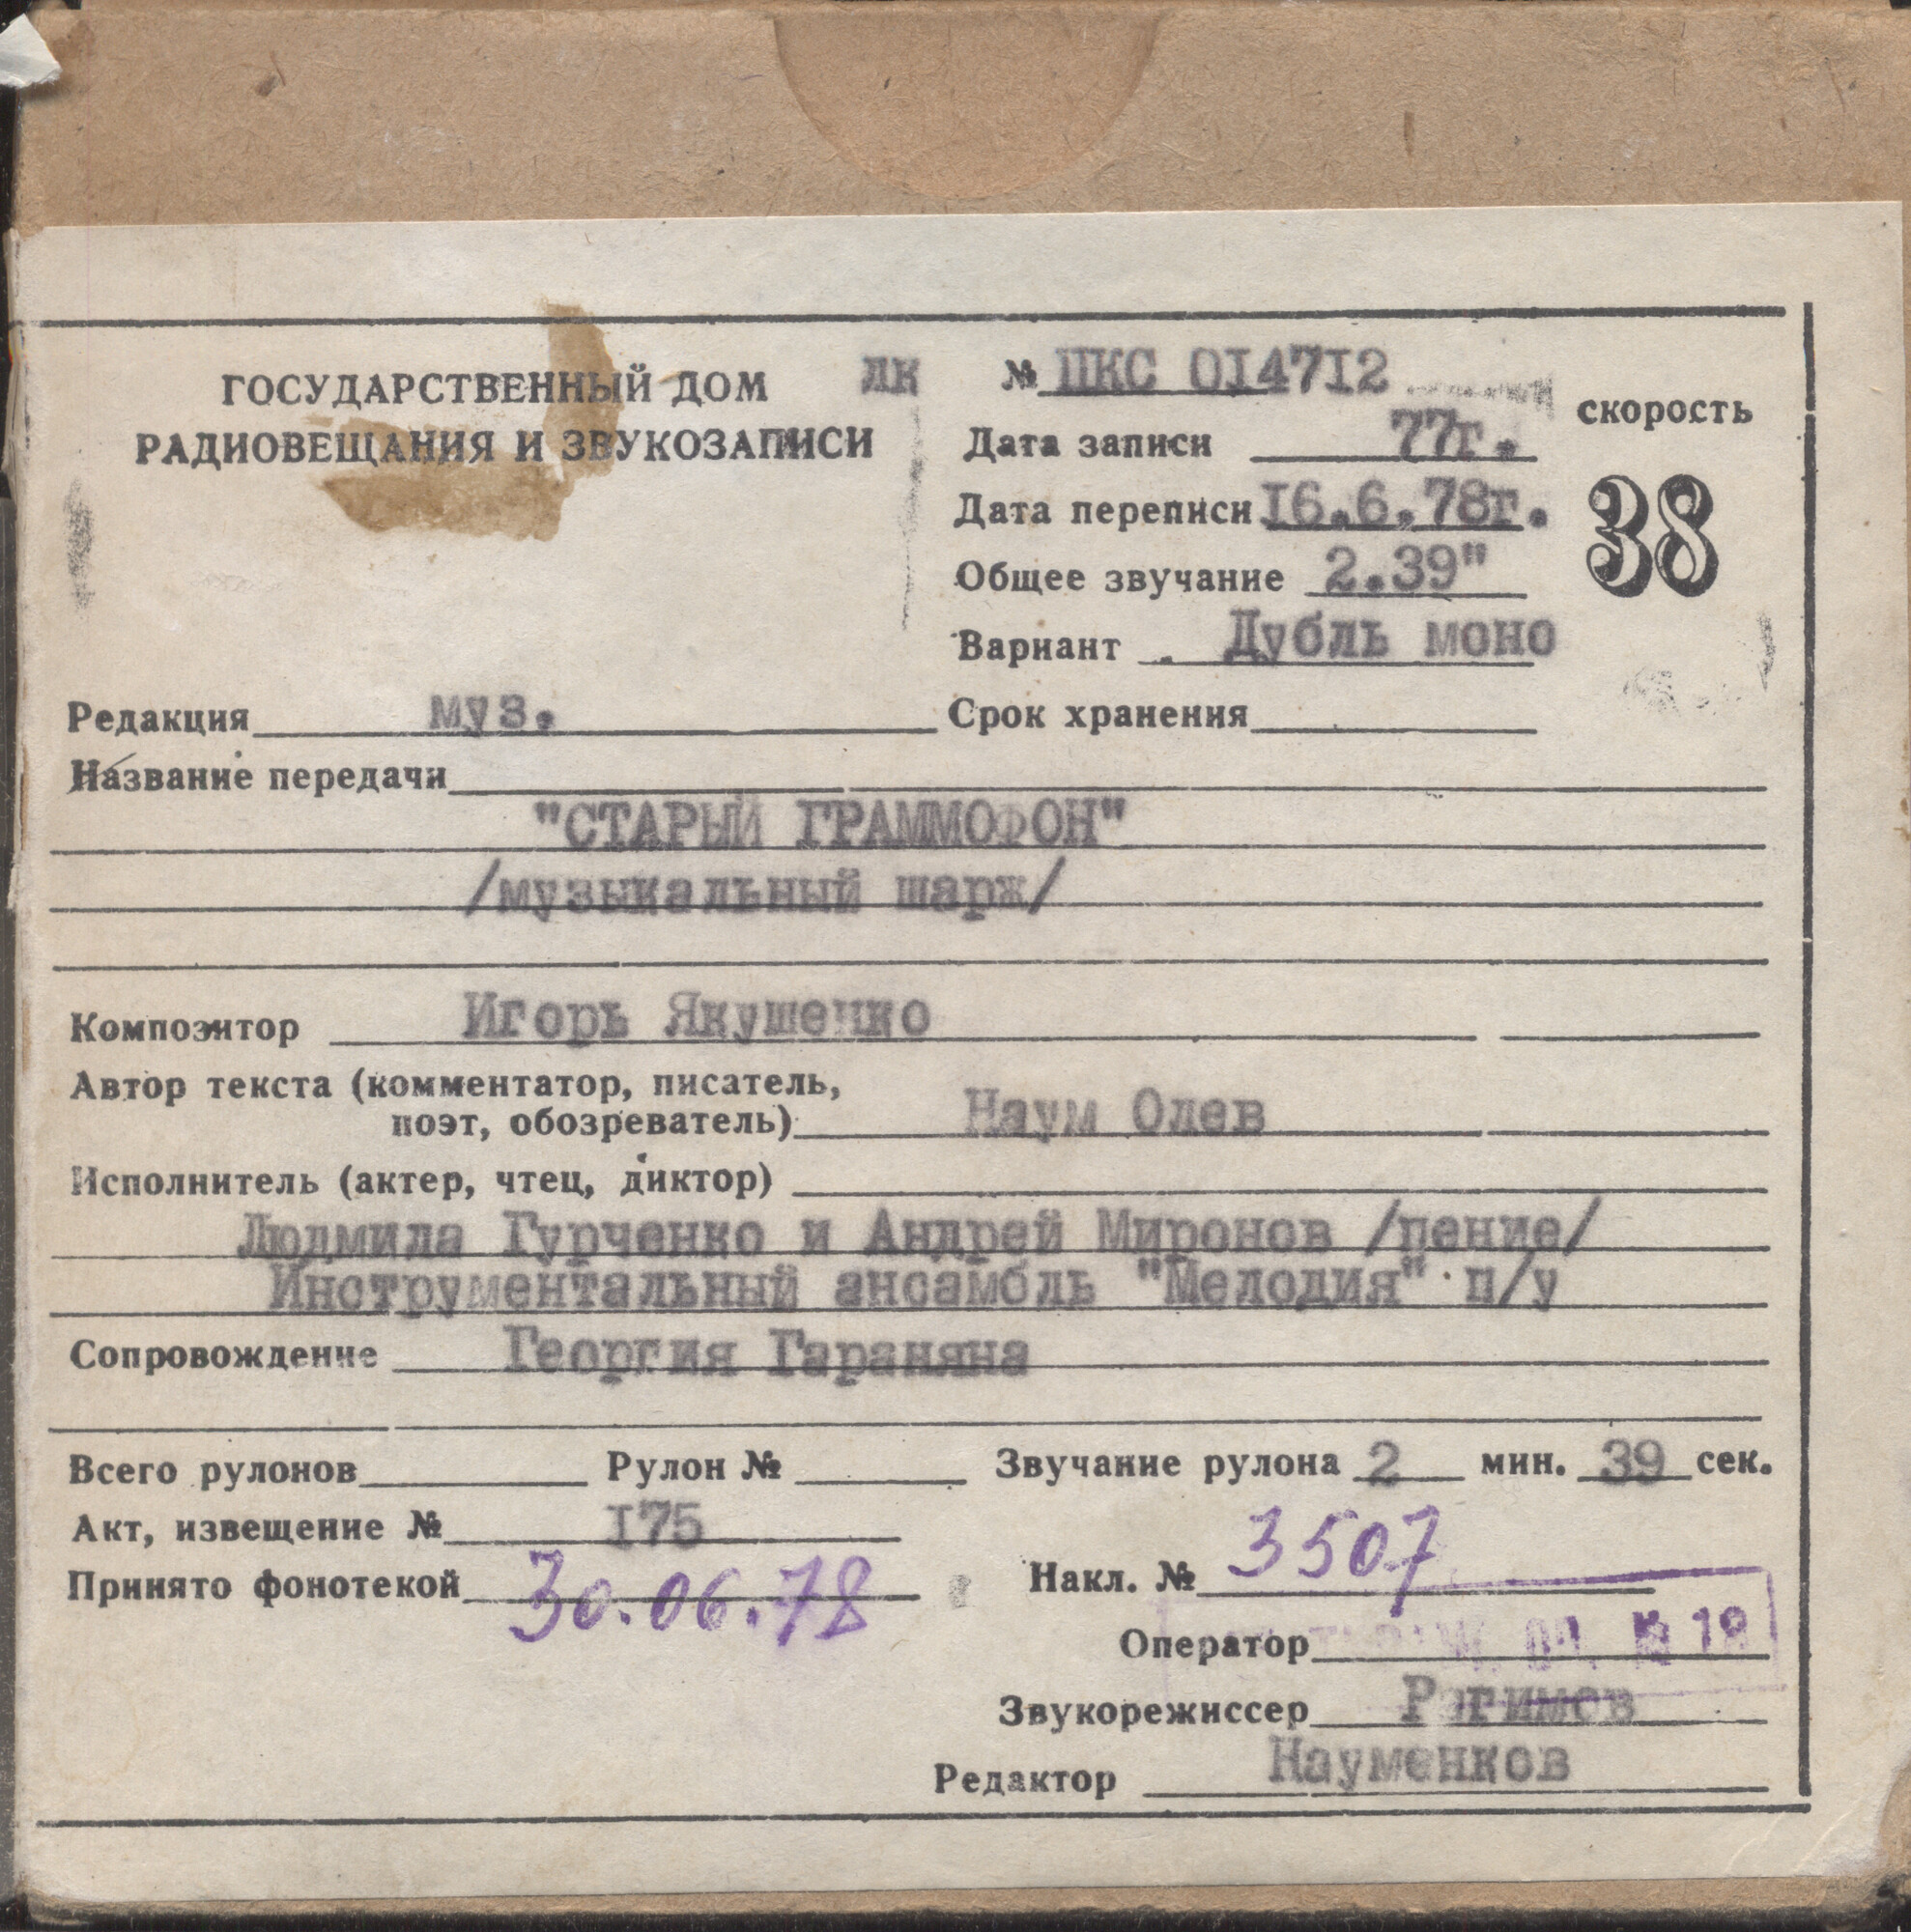 ГОСУДАРСТВЕННЫЙ ДОМ
РАДИОВЕЩАНИЯ И ЗВУКОЗАПИСИ
лк
№ ЦКС 014712
скорость
38
Дата записи 77г.
Дата переписи 16.6.78г.
Общее звучание 2.39"
Вариант Дубль моно
Редакция муз. Срок хранения
Название передачи
"СТАРЫЙ ГРАММОФОН"
/музыкальный шарж/
Композитор Игорь Якушенко
Автор текста (комментатор, писатель,
поэт, обозреватель) Наум Олев
Исполнитель (актер, чтец, диктор)
Людмила Гурченко и Андрей Миронов /пение/
Инструментальный ансамбль "Мелодия" п/у
Сопровождение Георгия Гараняна
Всего рулонов Рулон № Звучание рулона 2 мин. 39 сек.
Акт, извещение № 175
Принято фонотекой 30.06.78 Накл. № 3507
Оператор № 19
Звукорежиссер
Редактор Науменков